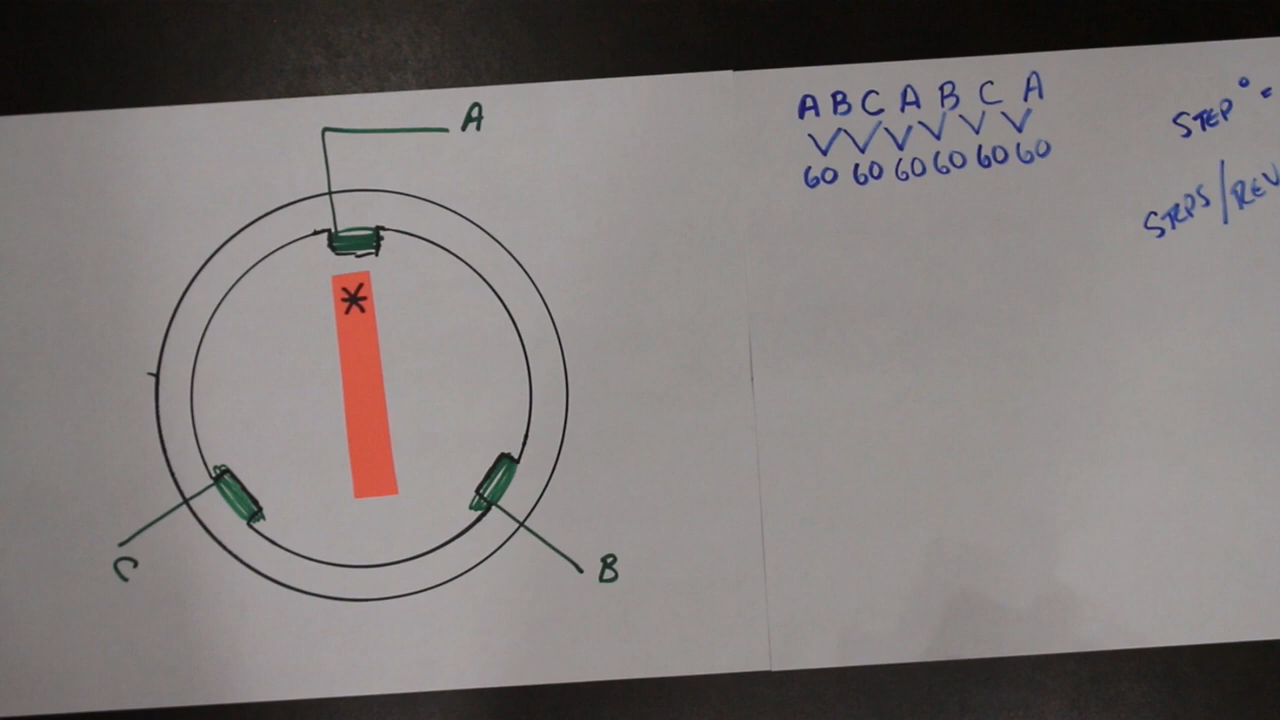 A
*
C
B
A B C A B C A
60 60 60 60 60 60
STEP° =
STEPS/REV